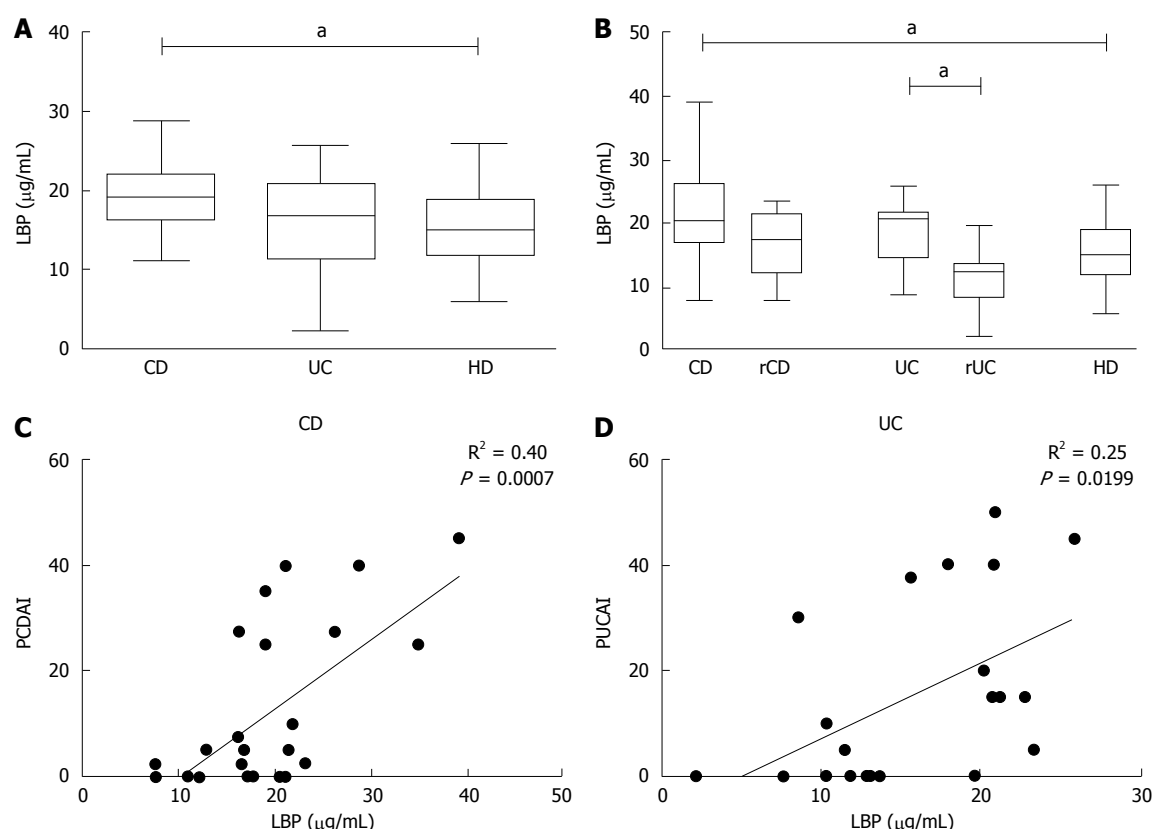 A
a
40
30
20
10
0
LBP (μg/mL)
CD UC HD
B
a
a
50
40
30
20
10
0
LBP (μg/mL)
CD rCD UC rUC HD
C
CD
R² = 0.40
P = 0.0007
60
40
20
0
PCDAI
0 10 20 30 40 50
LBP (μg/mL)
D
UC
R² = 0.25
P = 0.0199
60
40
20
0
PUCAI
0 10 20 30
LBP (μg/mL)